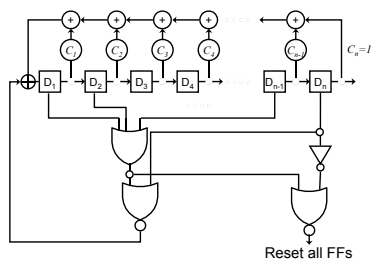 + + + +
C1 C2 C3 C4 Cn-1 Cn=1
D1 D2 D3 D4 Dn-1 Dn
Reset all FFs